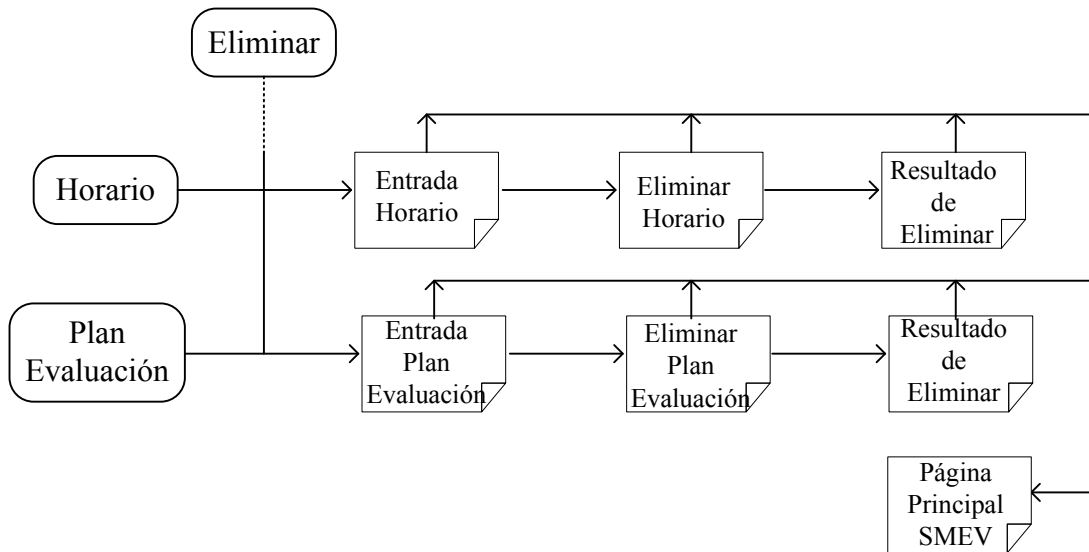 Eliminar
Horario
Entrada
Horario
Eliminar
Horario
Resultado
de
Eliminar
Plan
Evaluación
Entrada
Plan
Evaluación
Eliminar
Plan
Evaluación
Resultado
de
Eliminar
Página
Principal
SMEV